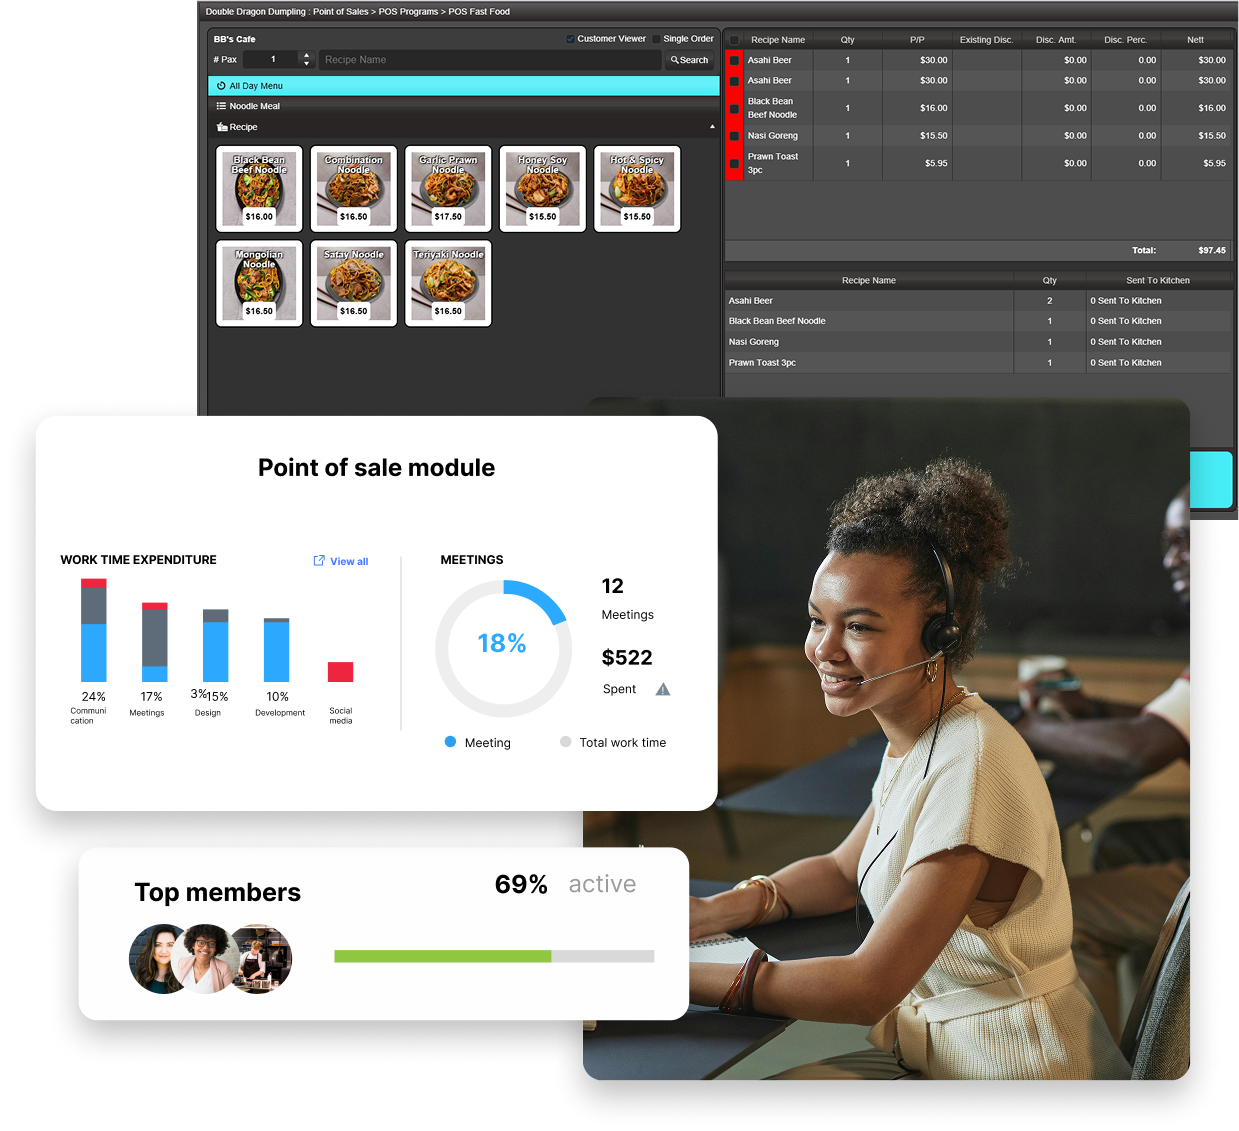 Double Dragon Dumpling : Point of Sales > POS Programs > POS Fast Food
BB's Cafe
Customer Viewer
Single Order
# Pax
1
Recipe Name
Search
All Day Menu
Noodle Meal
Recipe
Black Bean
Beef Noodle
$16.00
Combination
Noodle
$16.50
Garlic Prawn
Noodle
$17.50
Honey Soy
Noodle
$15.50
Hot & Spicy
Noodle
$15.50
Mongolian
Noodle
$16.50
Satay Noodle
$16.50
Teriyaki Noodle
$16.50
Recipe Name Qty P/P Existing Disc. Disc. Amt. Disc. Perc. Nett
Asahi Beer 1 $30.00 $0.00 0.00 $30.00
Asahi Beer 1 $30.00 $0.00 0.00 $30.00
Black Bean
Beef Noodle 1 $16.00 $0.00 0.00 $16.00
Nasi Goreng 1 $15.50 $0.00 0.00 $15.50
Prawn Toast
3pc 1 $5.95 $0.00 0.00 $5.95
Total: $97.45
Recipe Name Qty Sent To Kitchen
Asahi Beer 2 0 Sent To Kitchen
Black Bean Beef Noodle 1 0 Sent To Kitchen
Nasi Goreng 1 0 Sent To Kitchen
Prawn Toast 3pc 1 0 Sent To Kitchen
Point of sale module
WORK TIME EXPENDITURE
View all
24%
Communi
cation
17%
Meetings
3%
15%
Design
10%
Development
Social
media
MEETINGS
18%
12
Meetings
$522
Spent
Meeting
Total work time
Top members
69% active